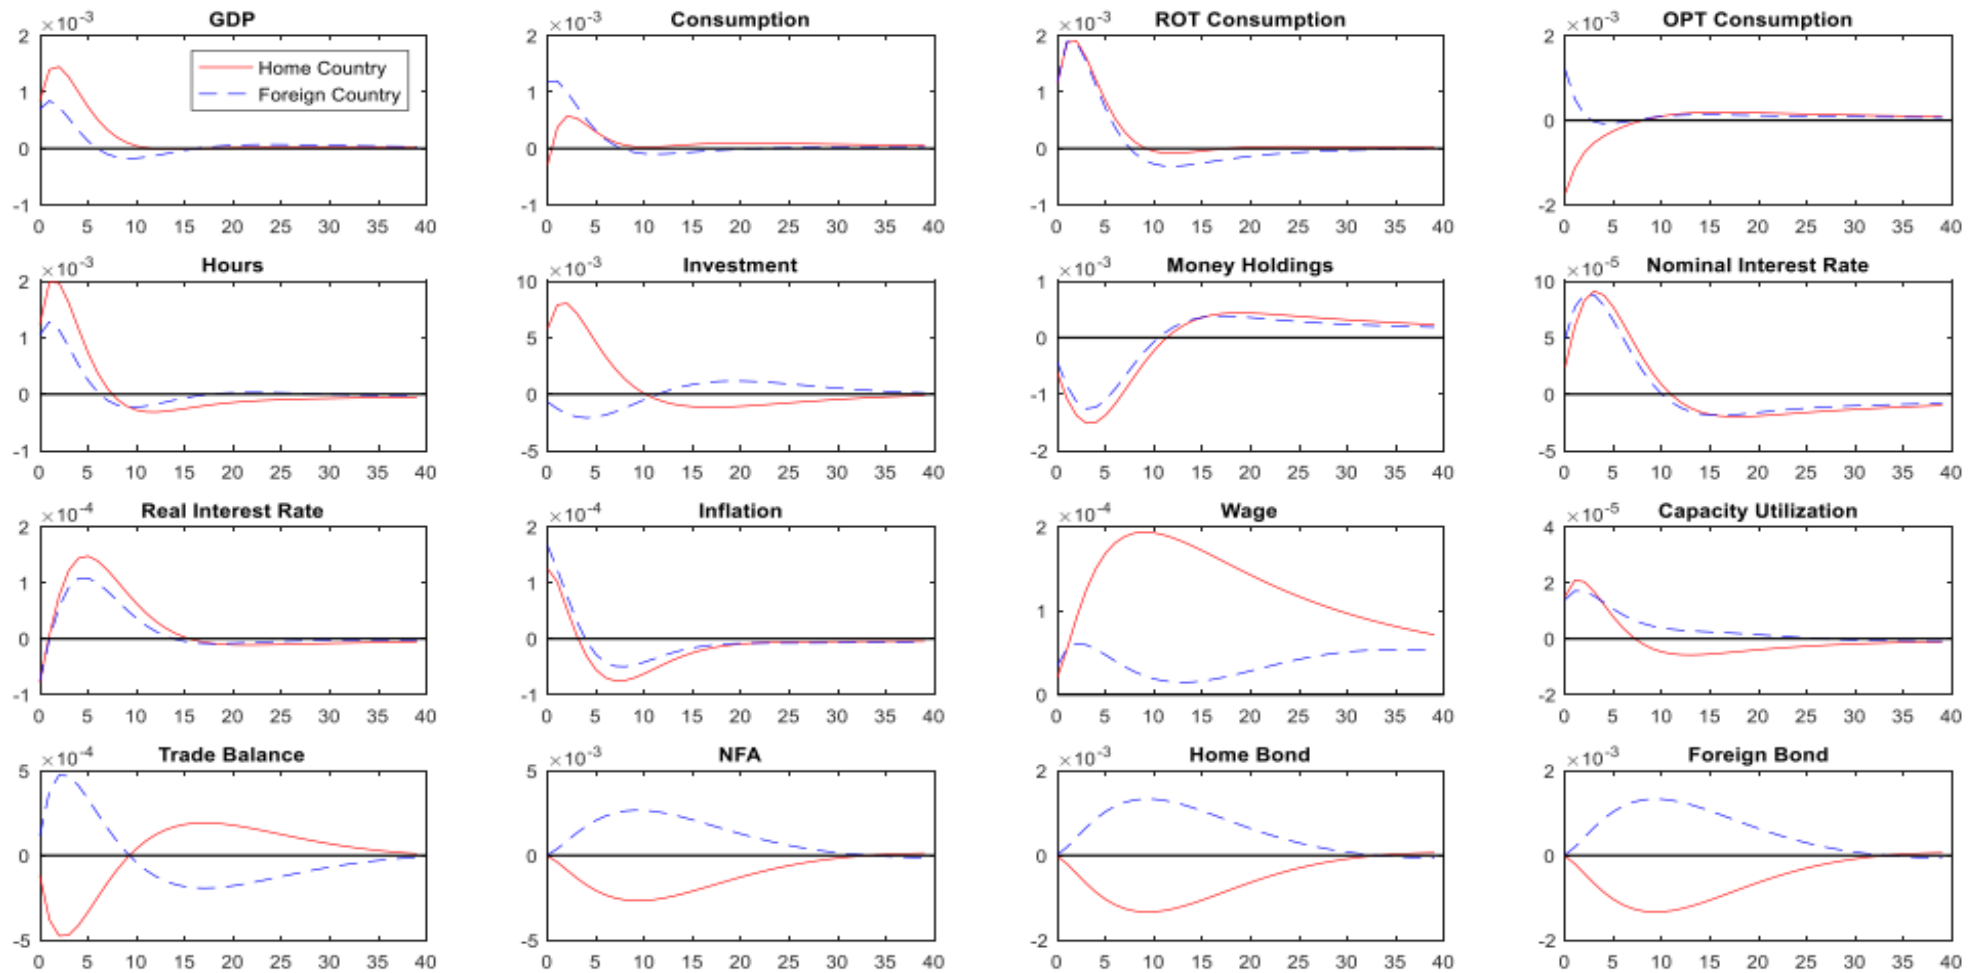 GDP
×10⁻³
2
1
0
-1
0 5 10 15 20 25 30 35 40
Home Country
Foreign Country
Consumption
×10⁻³
2
1
0
-1
0 5 10 15 20 25 30 35 40
ROT Consumption
×10⁻³
2
1
0
-1
0 5 10 15 20 25 30 35 40
OPT Consumption
×10⁻³
2
0
-2
0 5 10 15 20 25 30 35 40
Hours
×10⁻³
2
1
0
-1
0 5 10 15 20 25 30 35 40
Investment
×10⁻³
10
5
0
-5
0 5 10 15 20 25 30 35 40
Money Holdings
×10⁻³
1
0
-1
-2
0 5 10 15 20 25 30 35 40
Nominal Interest Rate
×10⁻⁵
10
5
0
-5
0 5 10 15 20 25 30 35 40
Real Interest Rate
×10⁻⁴
2
1
0
-1
0 5 10 15 20 25 30 35 40
Inflation
×10⁻⁴
2
1
0
-1
0 5 10 15 20 25 30 35 40
Wage
×10⁻⁴
2
1
0
0 5 10 15 20 25 30 35 40
Capacity Utilization
×10⁻⁵
4
2
0
-2
0 5 10 15 20 25 30 35 40
Trade Balance
×10⁻⁴
5
0
-5
0 5 10 15 20 25 30 35 40
NFA
×10⁻³
5
0
-5
0 5 10 15 20 25 30 35 40
Home Bond
×10⁻³
2
0
-2
0 5 10 15 20 25 30 35 40
Foreign Bond
×10⁻³
2
0
-2
0 5 10 15 20 25 30 35 40